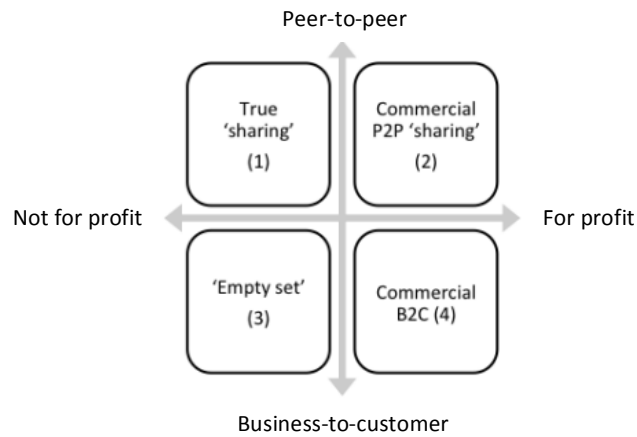 Peer-to-peer
True
‘sharing’
(1)
Commercial
P2P ‘sharing’
(2)
Not for profit
For profit
‘Empty set’
(3)
Commercial
B2C (4)
Business-to-customer